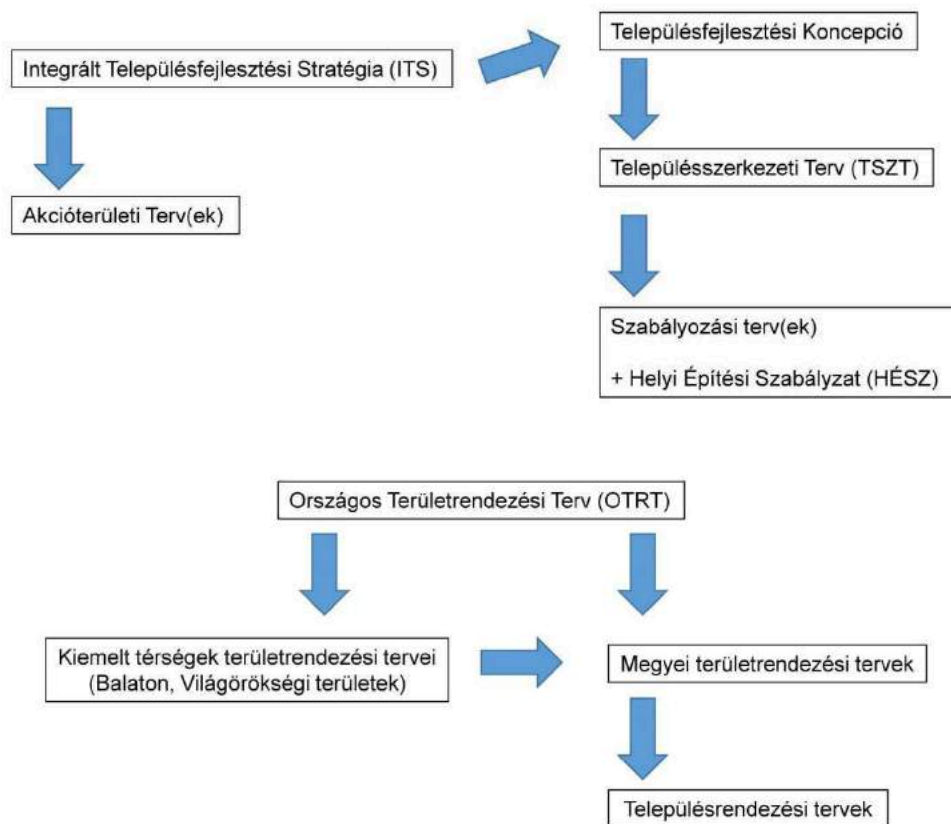 Településfejlesztési Koncepció
Integrált Településfejlesztési Stratégia (ITS)
Településszerkezeti Terv (TSZT)
Akcióterületi Terv(ek)
Szabályozási terv(ek)
+ Helyi Építési Szabályzat (HÉSZ)
Országos Területrendezési Terv (OTRT)
Kiemelt térségek területrendezési tervei
(Balaton, Világörökségi területek)
Megyei területrendezési tervek
Településrendezési tervek